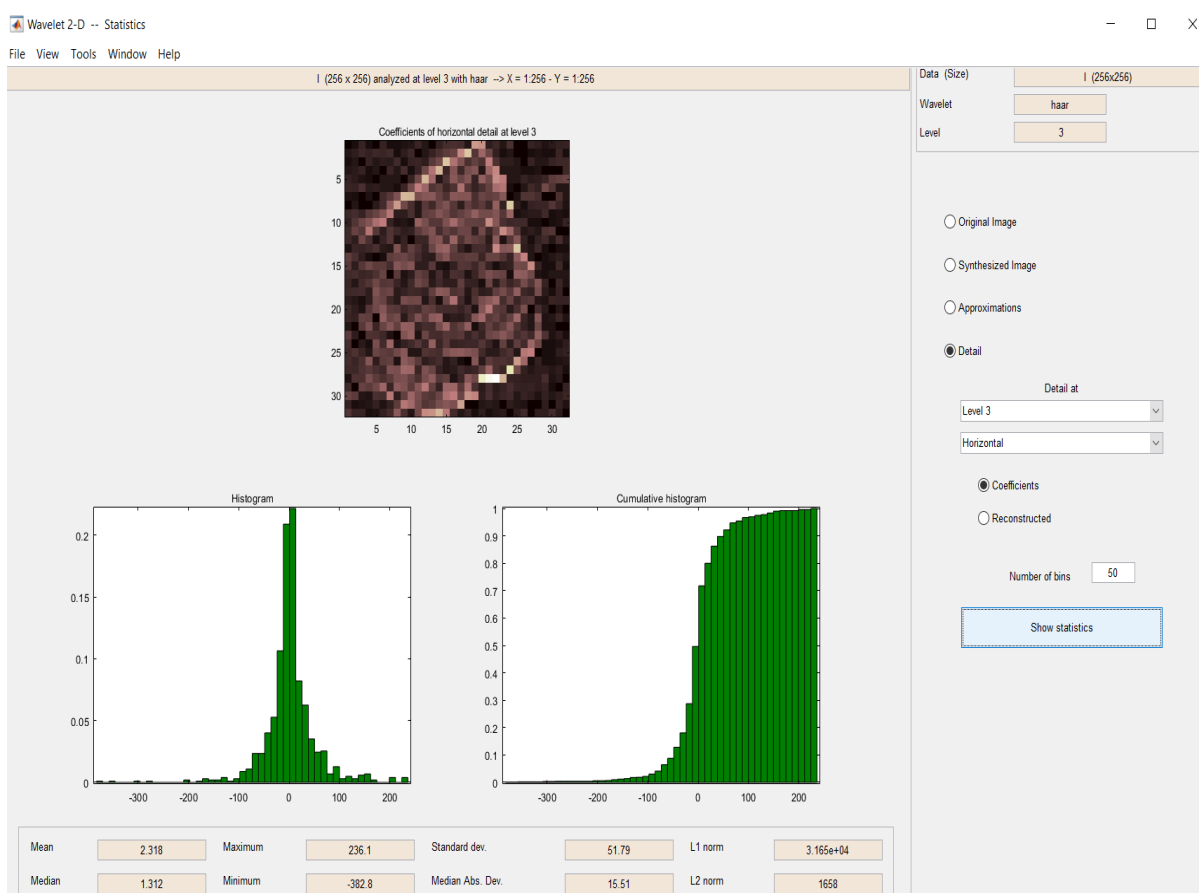 Wavelet 2-D -- Statistics
File View Tools Window Help
I (256 x 256) analyzed at level 3 with haar --> X = 1:256 - Y = 1:256
Data (Size) I (256x256)
Wavelet haar
Level 3
Coefficients of horizontal detail at level 3
5
10
15
20
25
30
5 10 15 20 25 30
Original Image
Synthesized Image
Approximations
Detail
Detail at
Level 3
Horizontal
Coefficients
Reconstructed
Number of bins 50
Show statistics
Histogram
0.2
0.15
0.1
0.05
0
-300 -200 -100 0 100 200
Cumulative histogram
1
0.9
0.8
0.7
0.6
0.5
0.4
0.3
0.2
0.1
0
-300 -200 -100 0 100 200
Mean 2.318 Maximum 236.1 Standard dev. 51.79 L1 norm 3.165e+04
Median 1.312 Minimum -382.8 Median Abs. Dev. 15.51 L2 norm 1658